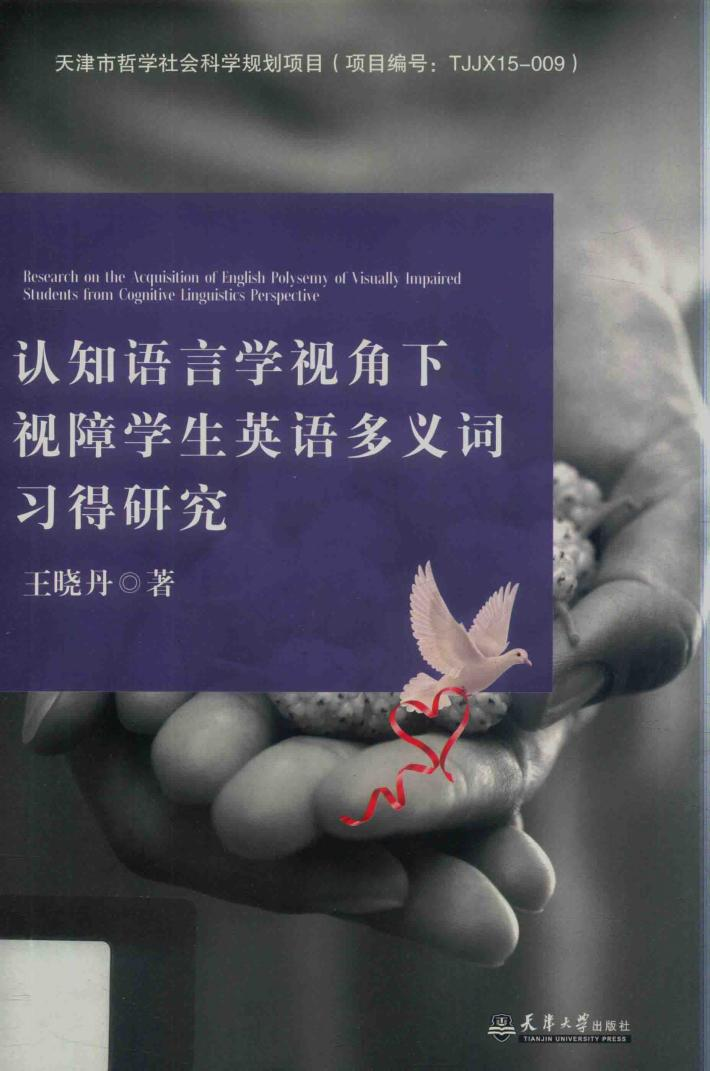 天津市哲学社会科学规划项目（项目编号：TJJX15-009）
Research on the Acquisition of English Polysemy of Visually Impaired
Students from Cognitive Linguistics Perspective
认知语言学视角下
视障学生英语多义词
习得研究
王晓丹◎著
天津大学出版社
TIANJIN UNIVERSITY PRESS